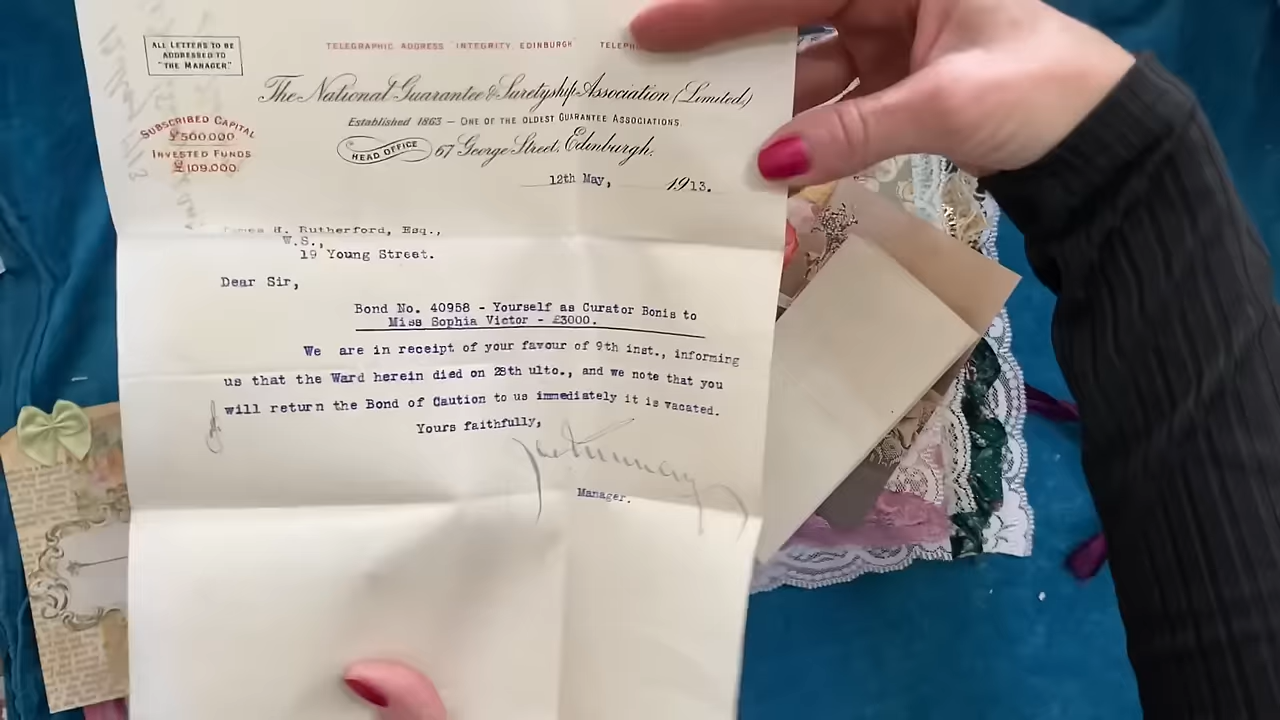 ALL LETTERS TO BE
ADDRESSED TO
"THE MANAGER."
TELEGRAPHIC ADDRESS "INTEGRITY, EDINBURGH"
The National Guarantee & Suretyship Association (Limited)
Established 1863 — ONE OF THE OLDEST GUARANTEE ASSOCIATIONS.
SUBSCRIBED CAPITAL
£500,000
INVESTED FUNDS
£109,000.
HEAD OFFICE
67 George Street, Edinburgh.
12th May, 1913.
H. Rutherford, Esq.,
W.S.,
19 Young Street.
Dear Sir,
Bond No. 40958 - Yourself as Curator Bonis to
Miss Sophia Victor - £3000.
We are in receipt of your favour of 9th inst., informing
us that the Ward herein died on 28th ulto., and we note that you
will return the Bond of Caution to us immediately it is vacated.
Yours faithfully,
Manager.